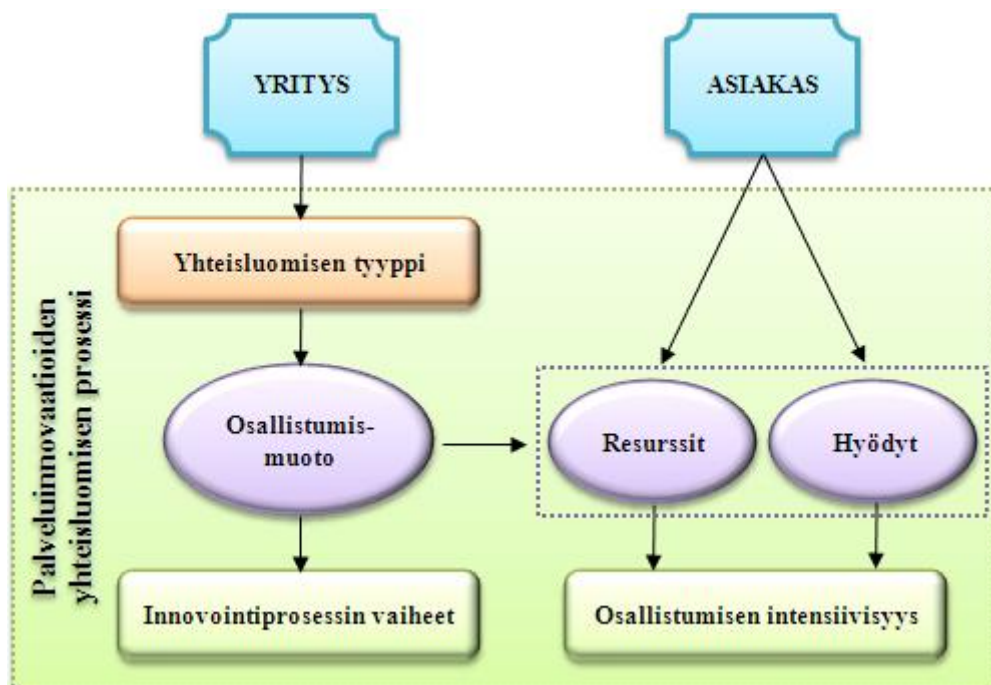 YRITYS
ASIAKAS
Palveluinnovaatioiden
yhteisluomisen prosessi
Yhteisluomisen tyyppi
Osallistumis-
muoto
Resurssit
Hyödyt
Innovointiprosessin vaiheet
Osallistumisen intensiivisyys